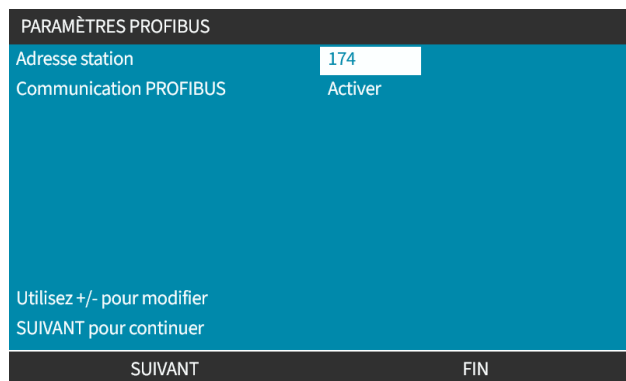 PARAMÈTRES PROFIBUS
Adresse station 174
Communication PROFIBUS Activer
Utilisez +/- pour modifier
SUIVANT pour continuer
SUIVANT FIN